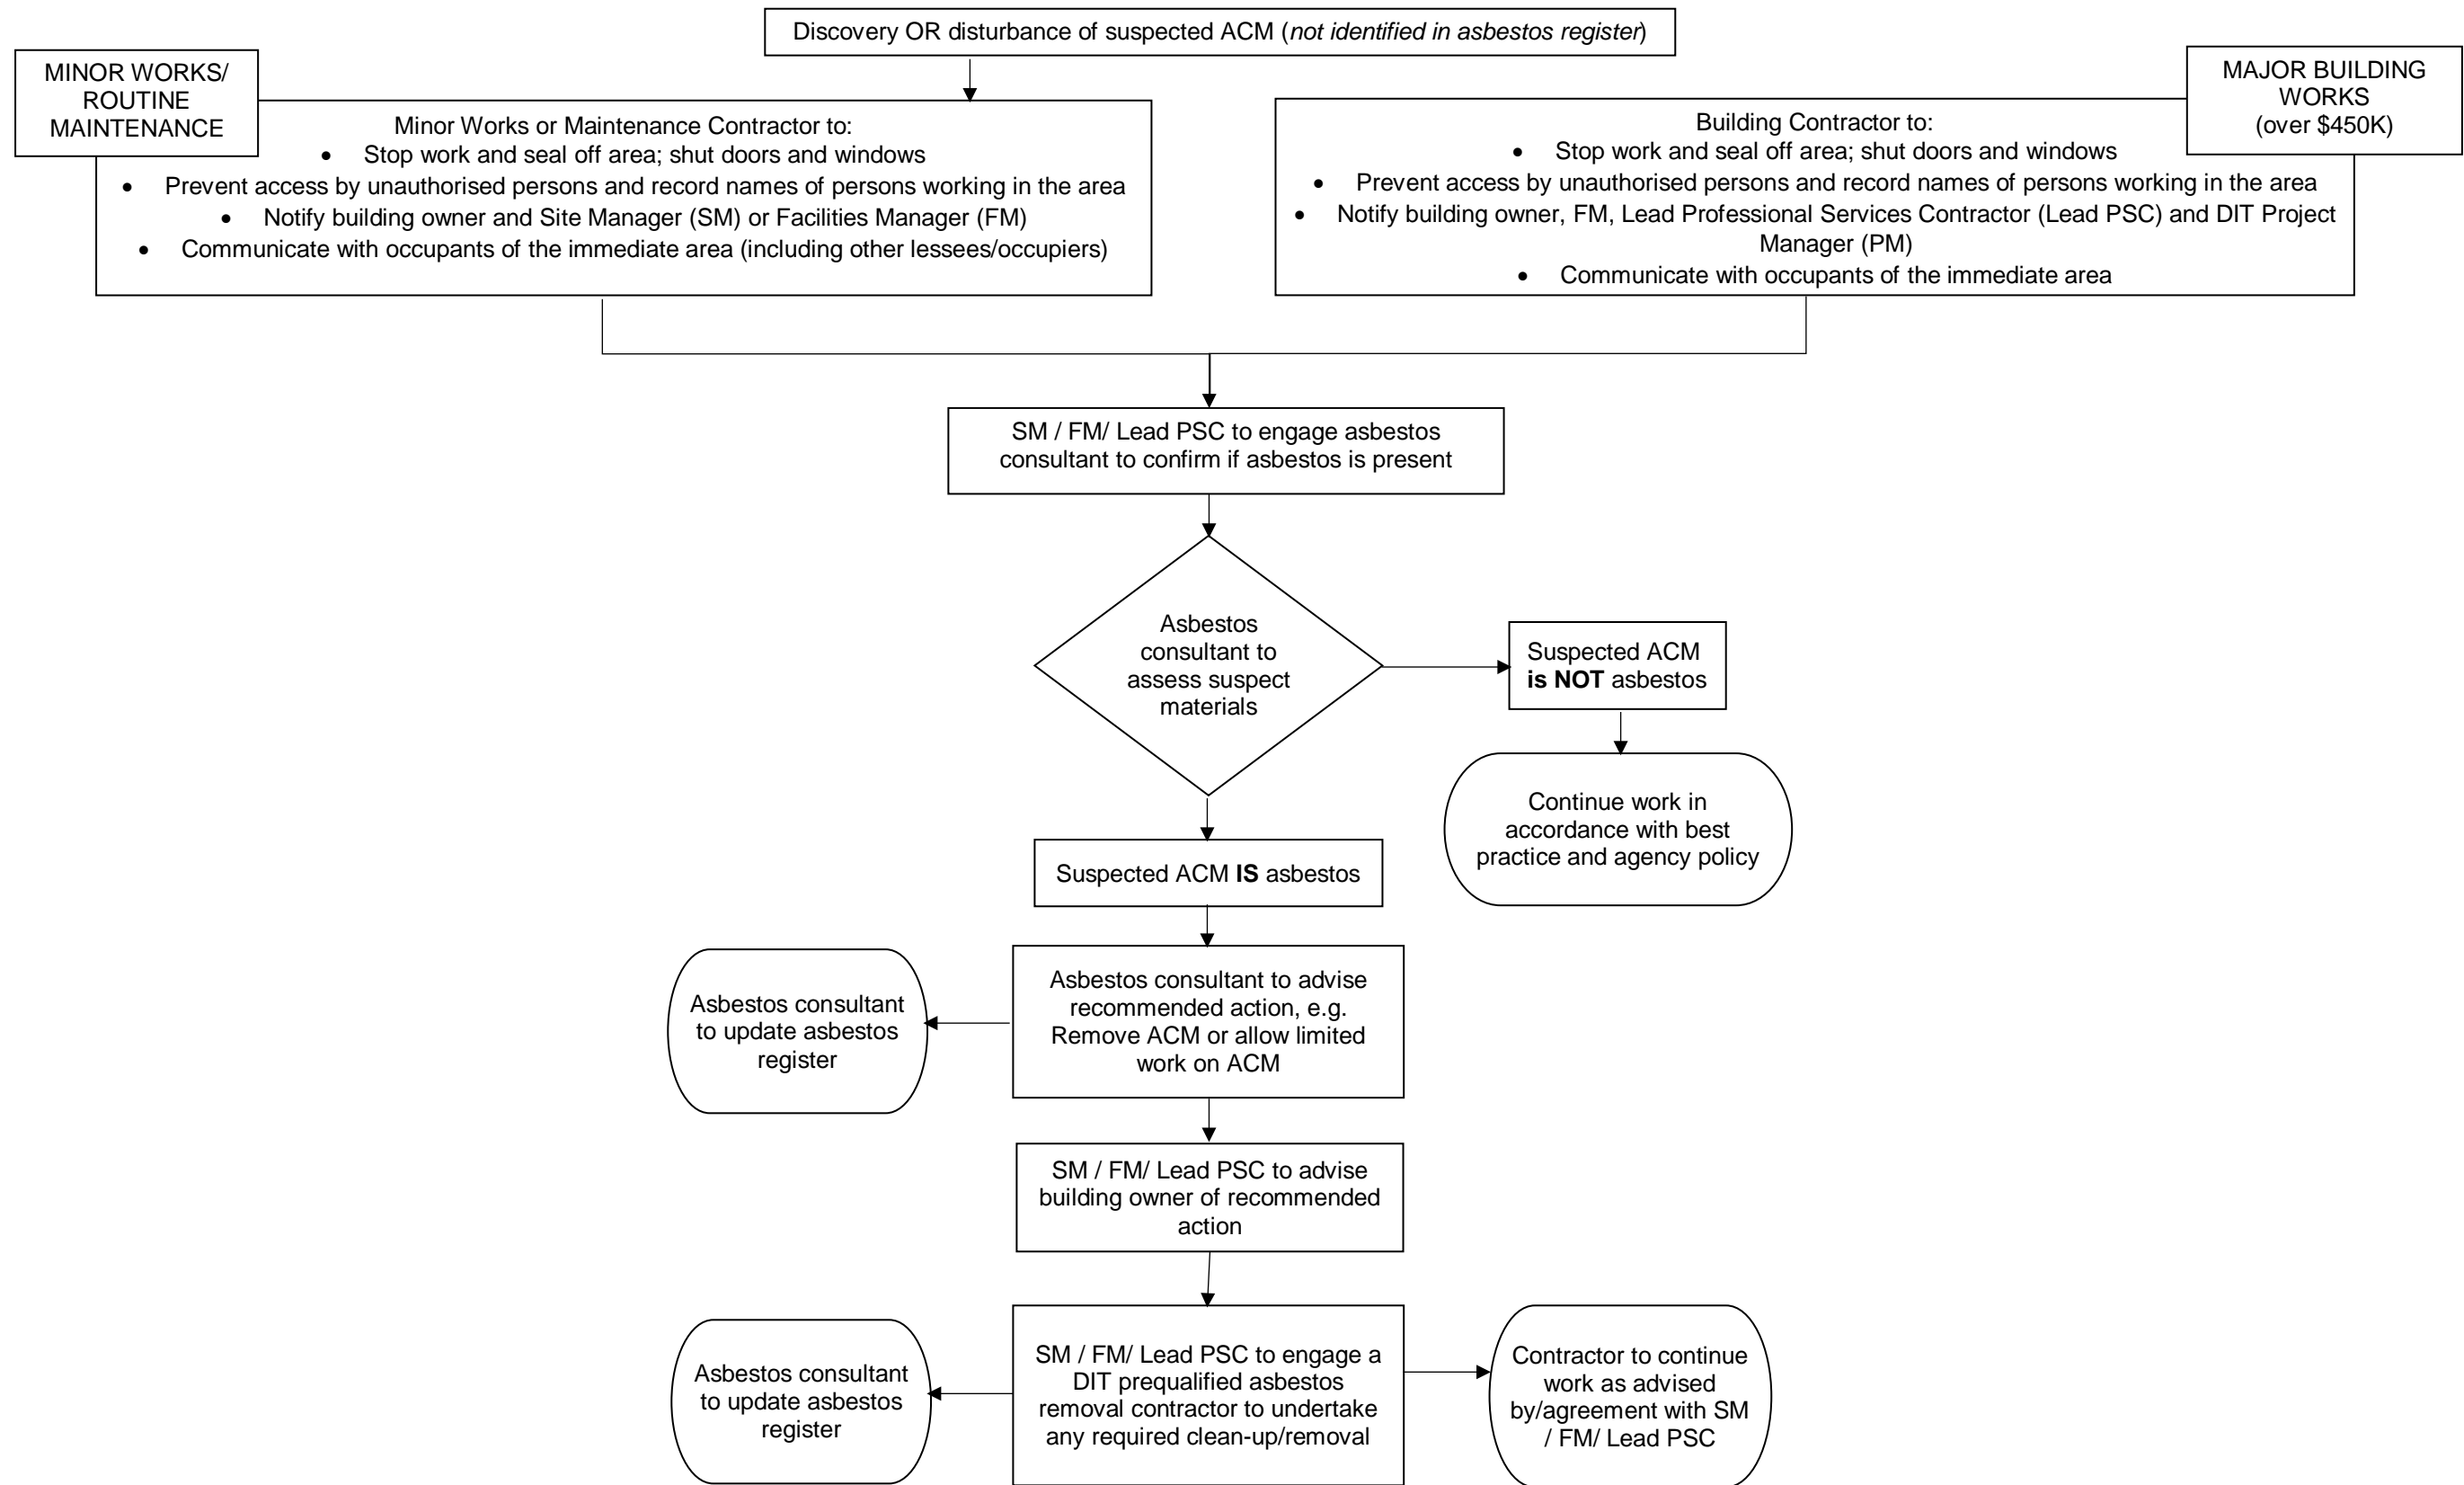 Discovery OR disturbance of suspected ACM (not identified in asbestos register)
MINOR WORKS/
ROUTINE
MAINTENANCE
Minor Works or Maintenance Contractor to:
• Stop work and seal off area; shut doors and windows
• Prevent access by unauthorised persons and record names of persons working in the area
• Notify building owner and Site Manager (SM) or Facilities Manager (FM)
• Communicate with occupants of the immediate area (including other lessees/occupiers)
MAJOR BUILDING
WORKS
(over $450K)
Building Contractor to:
• Stop work and seal off area; shut doors and windows
• Prevent access by unauthorised persons and record names of persons working in the area
• Notify building owner, FM, Lead Professional Services Contractor (Lead PSC) and DIT Project
Manager (PM)
• Communicate with occupants of the immediate area
SM / FM/ Lead PSC to engage asbestos
consultant to confirm if asbestos is present
Asbestos
consultant to
assess suspect
materials
Suspected ACM
is NOT asbestos
Continue work in
accordance with best
practice and agency policy
Suspected ACM IS asbestos
Asbestos consultant to advise
recommended action, e.g.
Remove ACM or allow limited
work on ACM
Asbestos consultant
to update asbestos
register
SM / FM/ Lead PSC to advise
building owner of recommended
action
SM / FM/ Lead PSC to engage a
DIT prequalified asbestos
removal contractor to undertake
any required clean-up/removal
Asbestos consultant
to update asbestos
register
Contractor to continue
work as advised
by/agreement with SM
/ FM/ Lead PSC